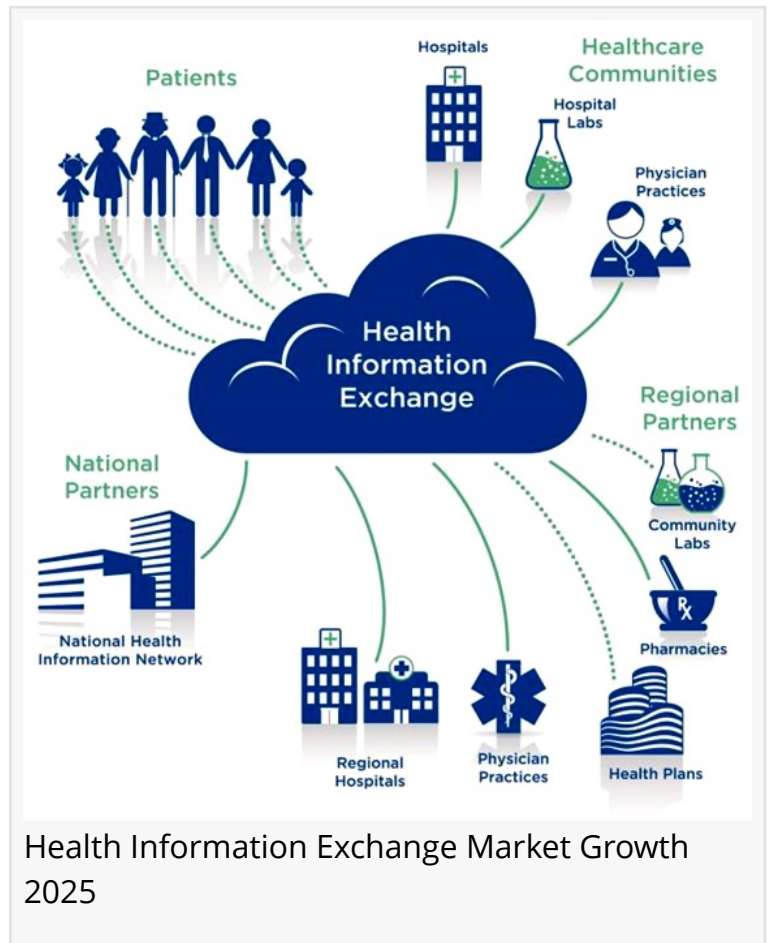 Patients
Hospitals
Healthcare
Communities
Hospital
Labs
Physician
Practices
Health
Information
Exchange
Regional
Partners
National
Partners
Community
Labs
RX
Pharmacies
National Health
Information Network
Regional
Hospitals
Physician
Practices
Health Plans
Health Information Exchange Market Growth
2025